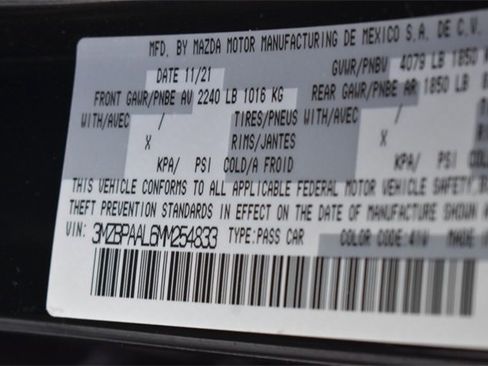 MFD. BY MAZDA MOTOR MANUFACTURING DE MEXICO S.A. DE C.V.
DATE 11/21 GVWR/PNBV 4079 LB 1850
FRONT GAWR/PNBE AV 2240 LB 1016 KG REAR GAWR/PNBE AR 1850 LB
WITH/AVEC / TIRES/PNEUS WITH/AVEC /
X RIMS/JANTES X
KPA/ PSI COLD/A FROID KPA/ PSI
THIS VEHICLE CONFORMS TO ALL APPLICABLE FEDERAL MOTOR VEHICLE SAFETY,
THEFT PREVENTION STANDARDS IN EFFECT ON THE DATE OF MANUFACTURE SHOWN
VIN: 3MZBPAAL6MM254833 TYPE:PASS CAR COLOR CODE:41V MADE